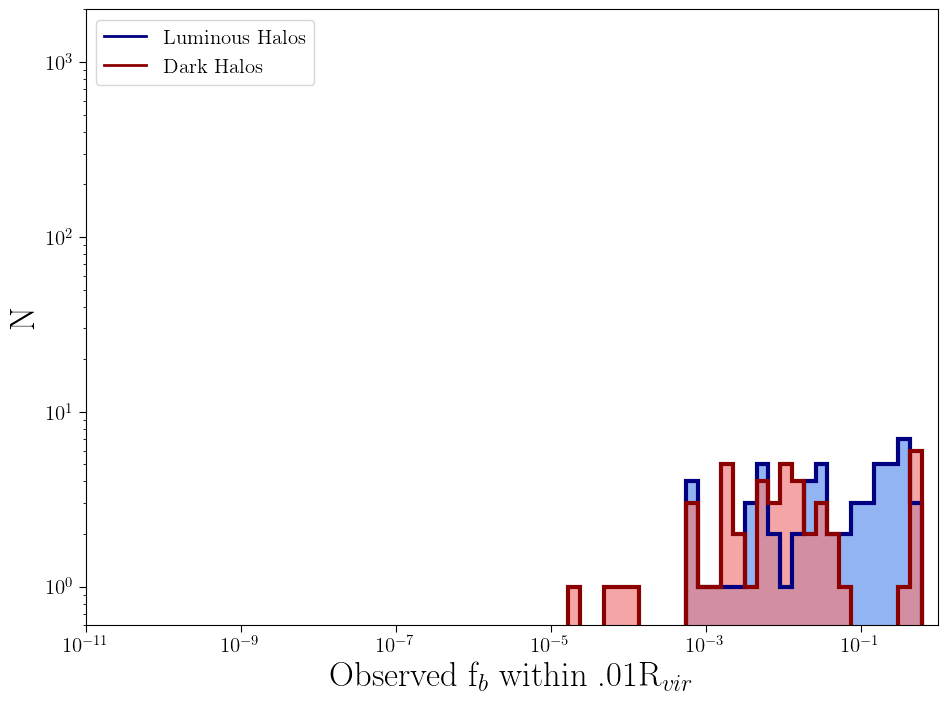 Luminous Halos
Dark Halos
10³
10²
10¹
10⁰
N
10⁻¹¹ 10⁻⁹ 10⁻⁷ 10⁻⁵ 10⁻³ 10⁻¹
Observed f_b within .01R_vir